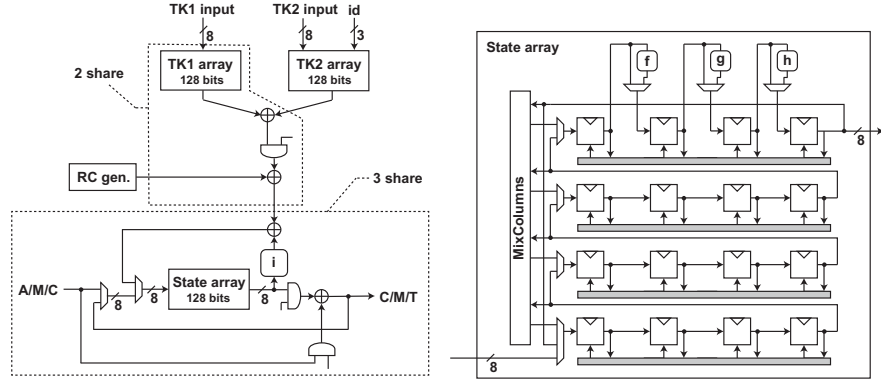 TK1 input
TK2 input
id
8
8
3
TK1 array
128 bits
TK2 array
128 bits
2 share
RC gen.
3 share
i
A/M/C
8
8
State array
128 bits
8
C/M/T
State array
f
g
h
MixColumns
8
8